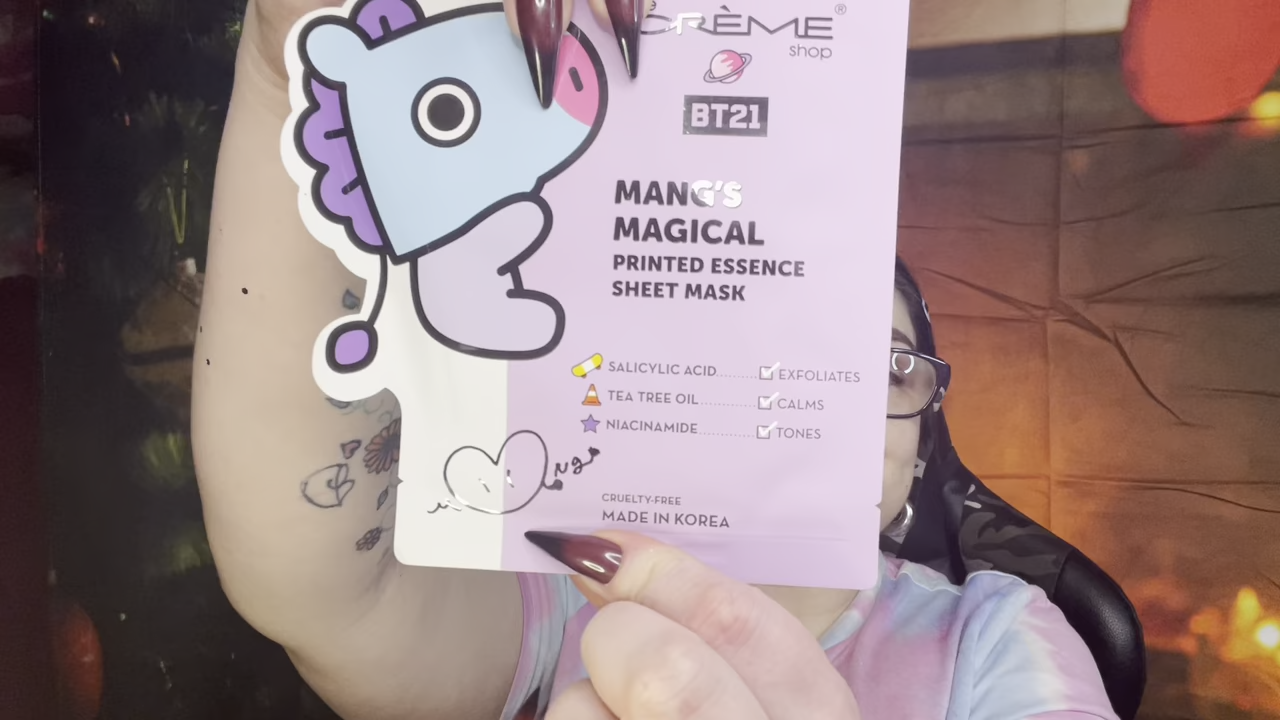 CRÈME®
shop
BT21
MANG'S
MAGICAL
PRINTED ESSENCE
SHEET MASK
SALICYLIC ACID........ ☑ EXFOLIATES
TEA TREE OIL........... ☑ CALMS
NIACINAMIDE........... ☑ TONES
CRUELTY-FREE
MADE IN KOREA